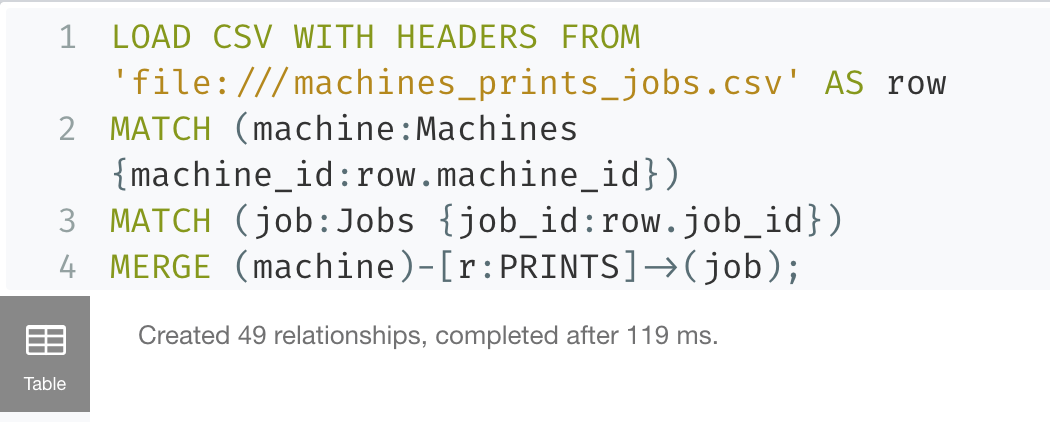 1 LOAD CSV WITH HEADERS FROM
'file:///machines_prints_jobs.csv' AS row
2 MATCH (machine:Machines
{machine_id:row.machine_id})
3 MATCH (job:Jobs {job_id:row.job_id})
4 MERGE (machine)-[r:PRINTS]->(job);
Created 49 relationships, completed after 119 ms.
Table